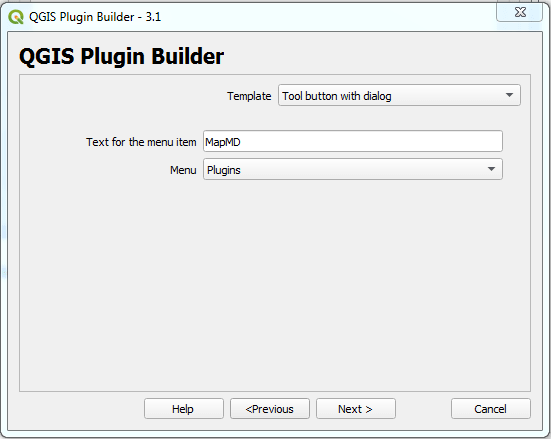 QGIS Plugin Builder - 3.1
QGIS Plugin Builder
Template Tool button with dialog
Text for the menu item MapMD
Menu Plugins
Help <Previous Next > Cancel